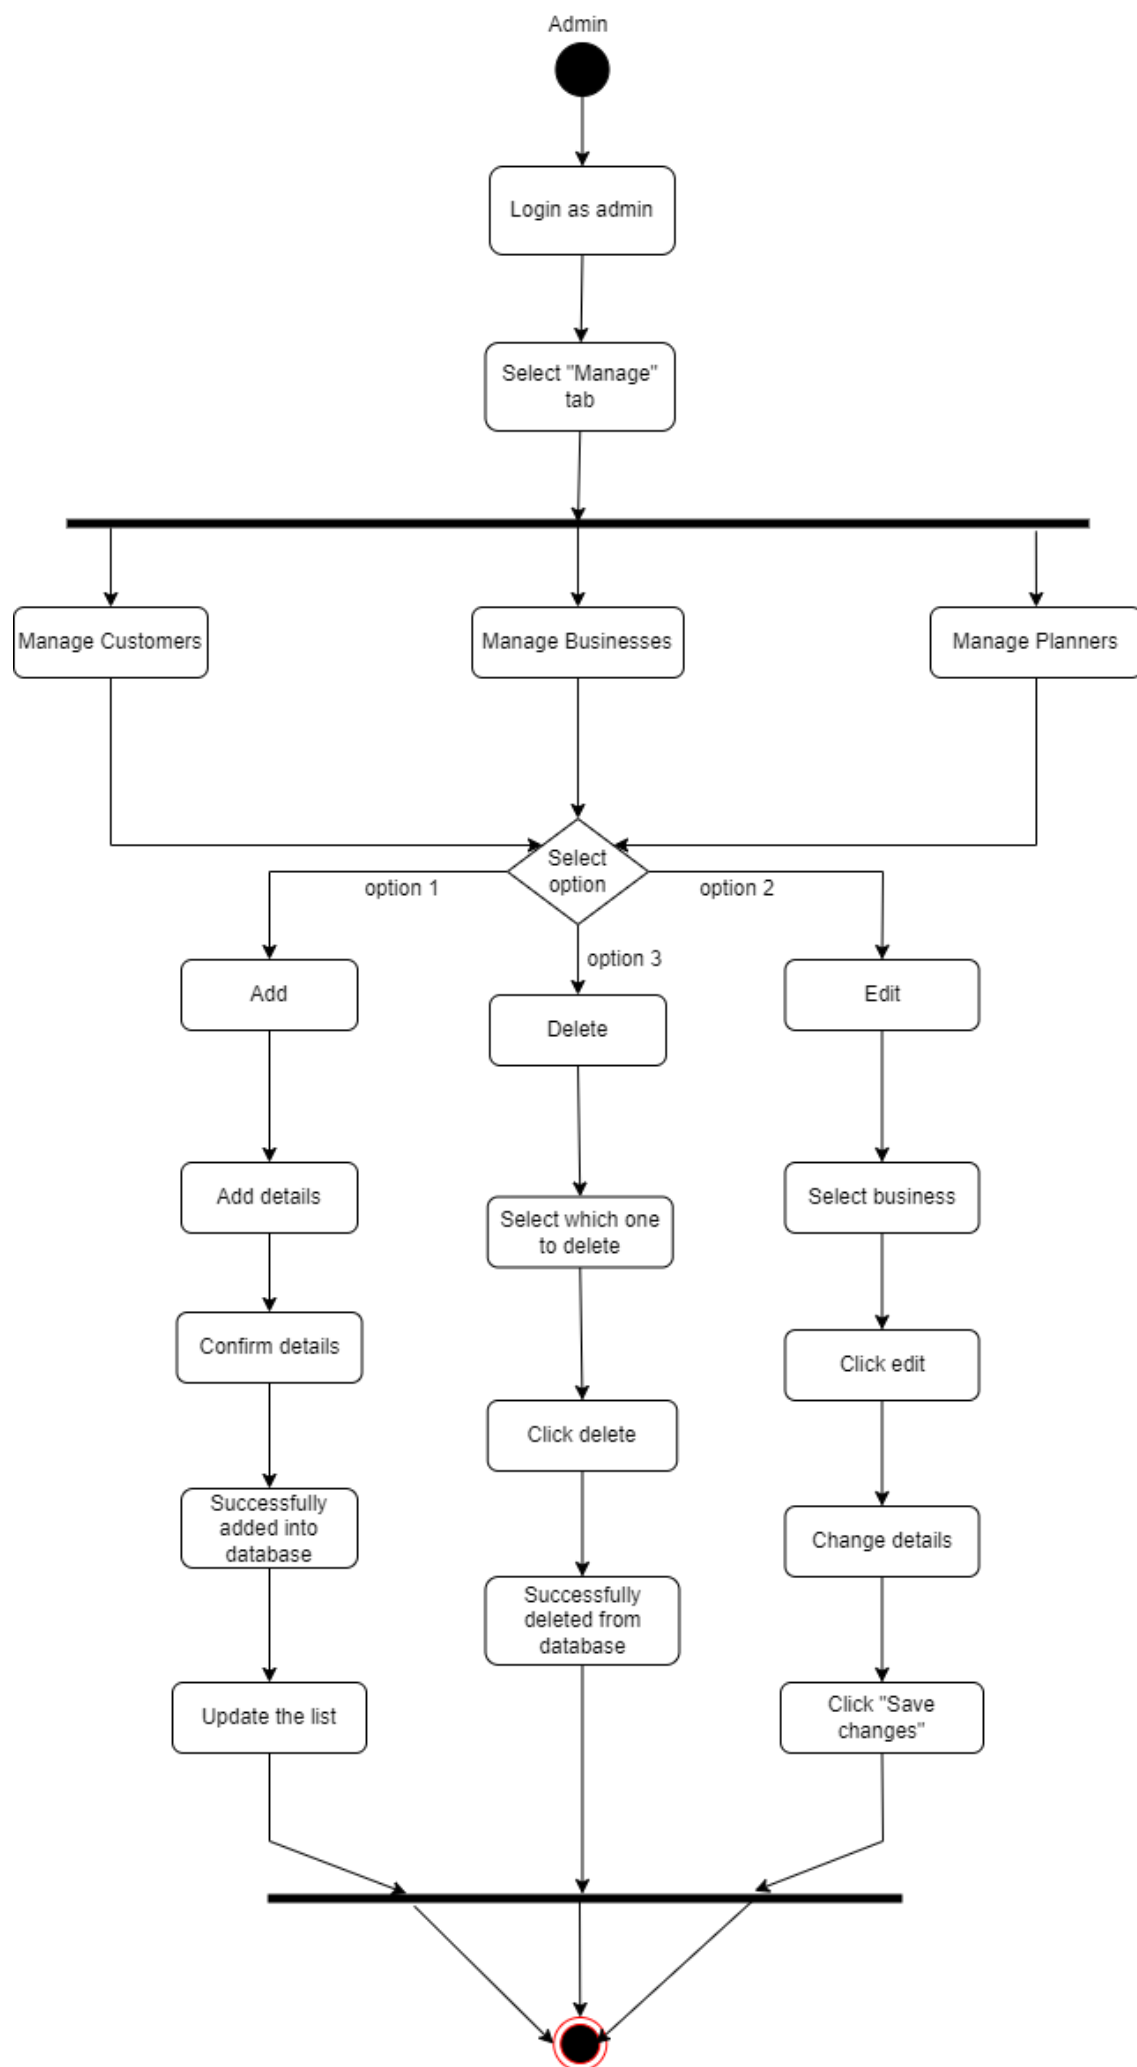 Admin
Login as admin
Select "Manage"
tab
Manage Customers
Manage Businesses
Manage Planners
Select
option
option 1
option 2
option 3
Add
Delete
Edit
Add details
Select which one
to delete
Select business
Confirm details
Click delete
Click edit
Successfully
added into
database
Successfully
deleted from
database
Change details
Update the list
Click "Save
changes"